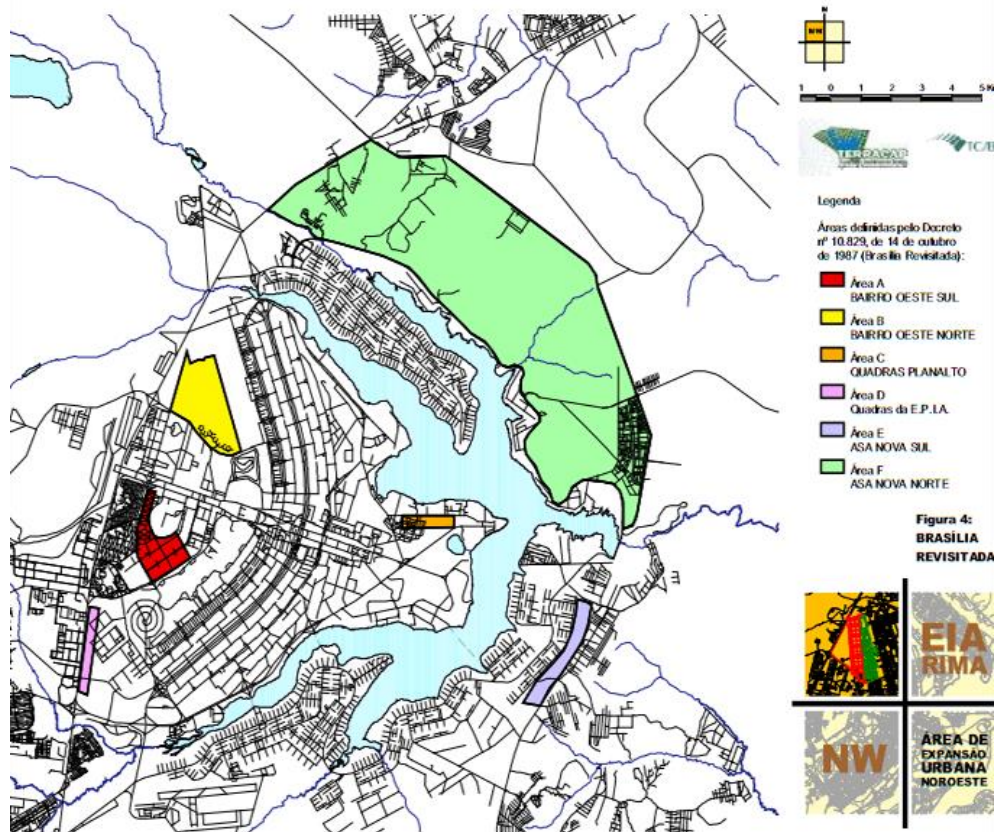 N
NW
1 0 1 2 3 4 5 K
TERRACAP
TC/B
Legenda
Áreas definidas pelo Decreto
nº 10.829, de 14 de outubro
de 1987 (Brasília Revisitada):
Área A
BAIRRO OESTE SUL
Área B
BAIRRO OESTE NORTE
Área C
QUADRAS PLANALTO
Área D
Quadras da E.P.I.A.
Área E
ASA NOVA SUL
Área F
ASA NOVA NORTE
Figura 4:
BRASÍLIA
REVISITADA
EIA
RIMA
NW
ÁREA DE
EXPANSÃO
URBANA
NOROESTE